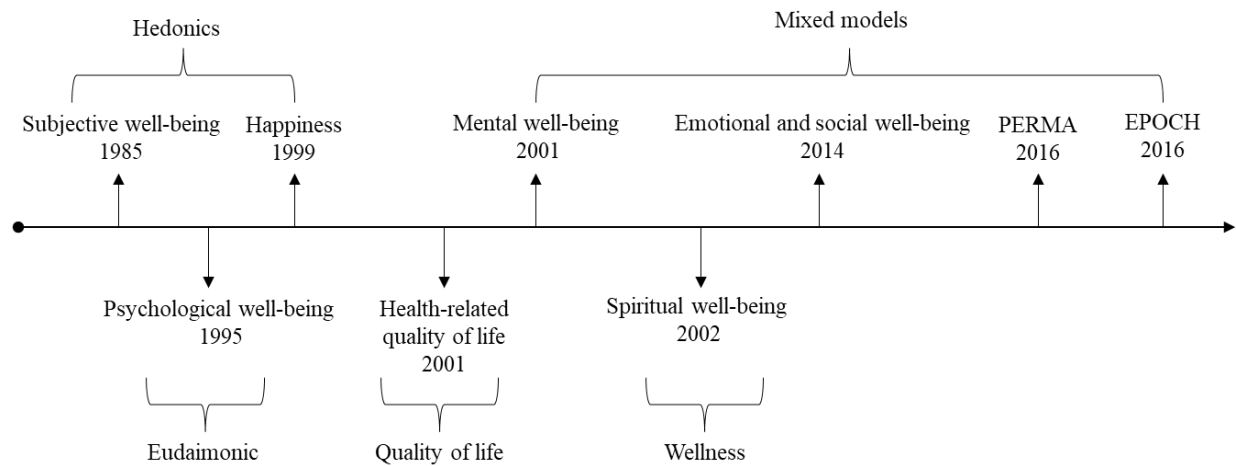 Hedonics
Mixed models
Subjective well-being
1985
Happiness
1999
Mental well-being
2001
Emotional and social well-being
2014
PERMA
2016
EPOCH
2016
Psychological well-being
1995
Health-related
quality of life
2001
Spiritual well-being
2002
Eudaimonic
Quality of life
Wellness